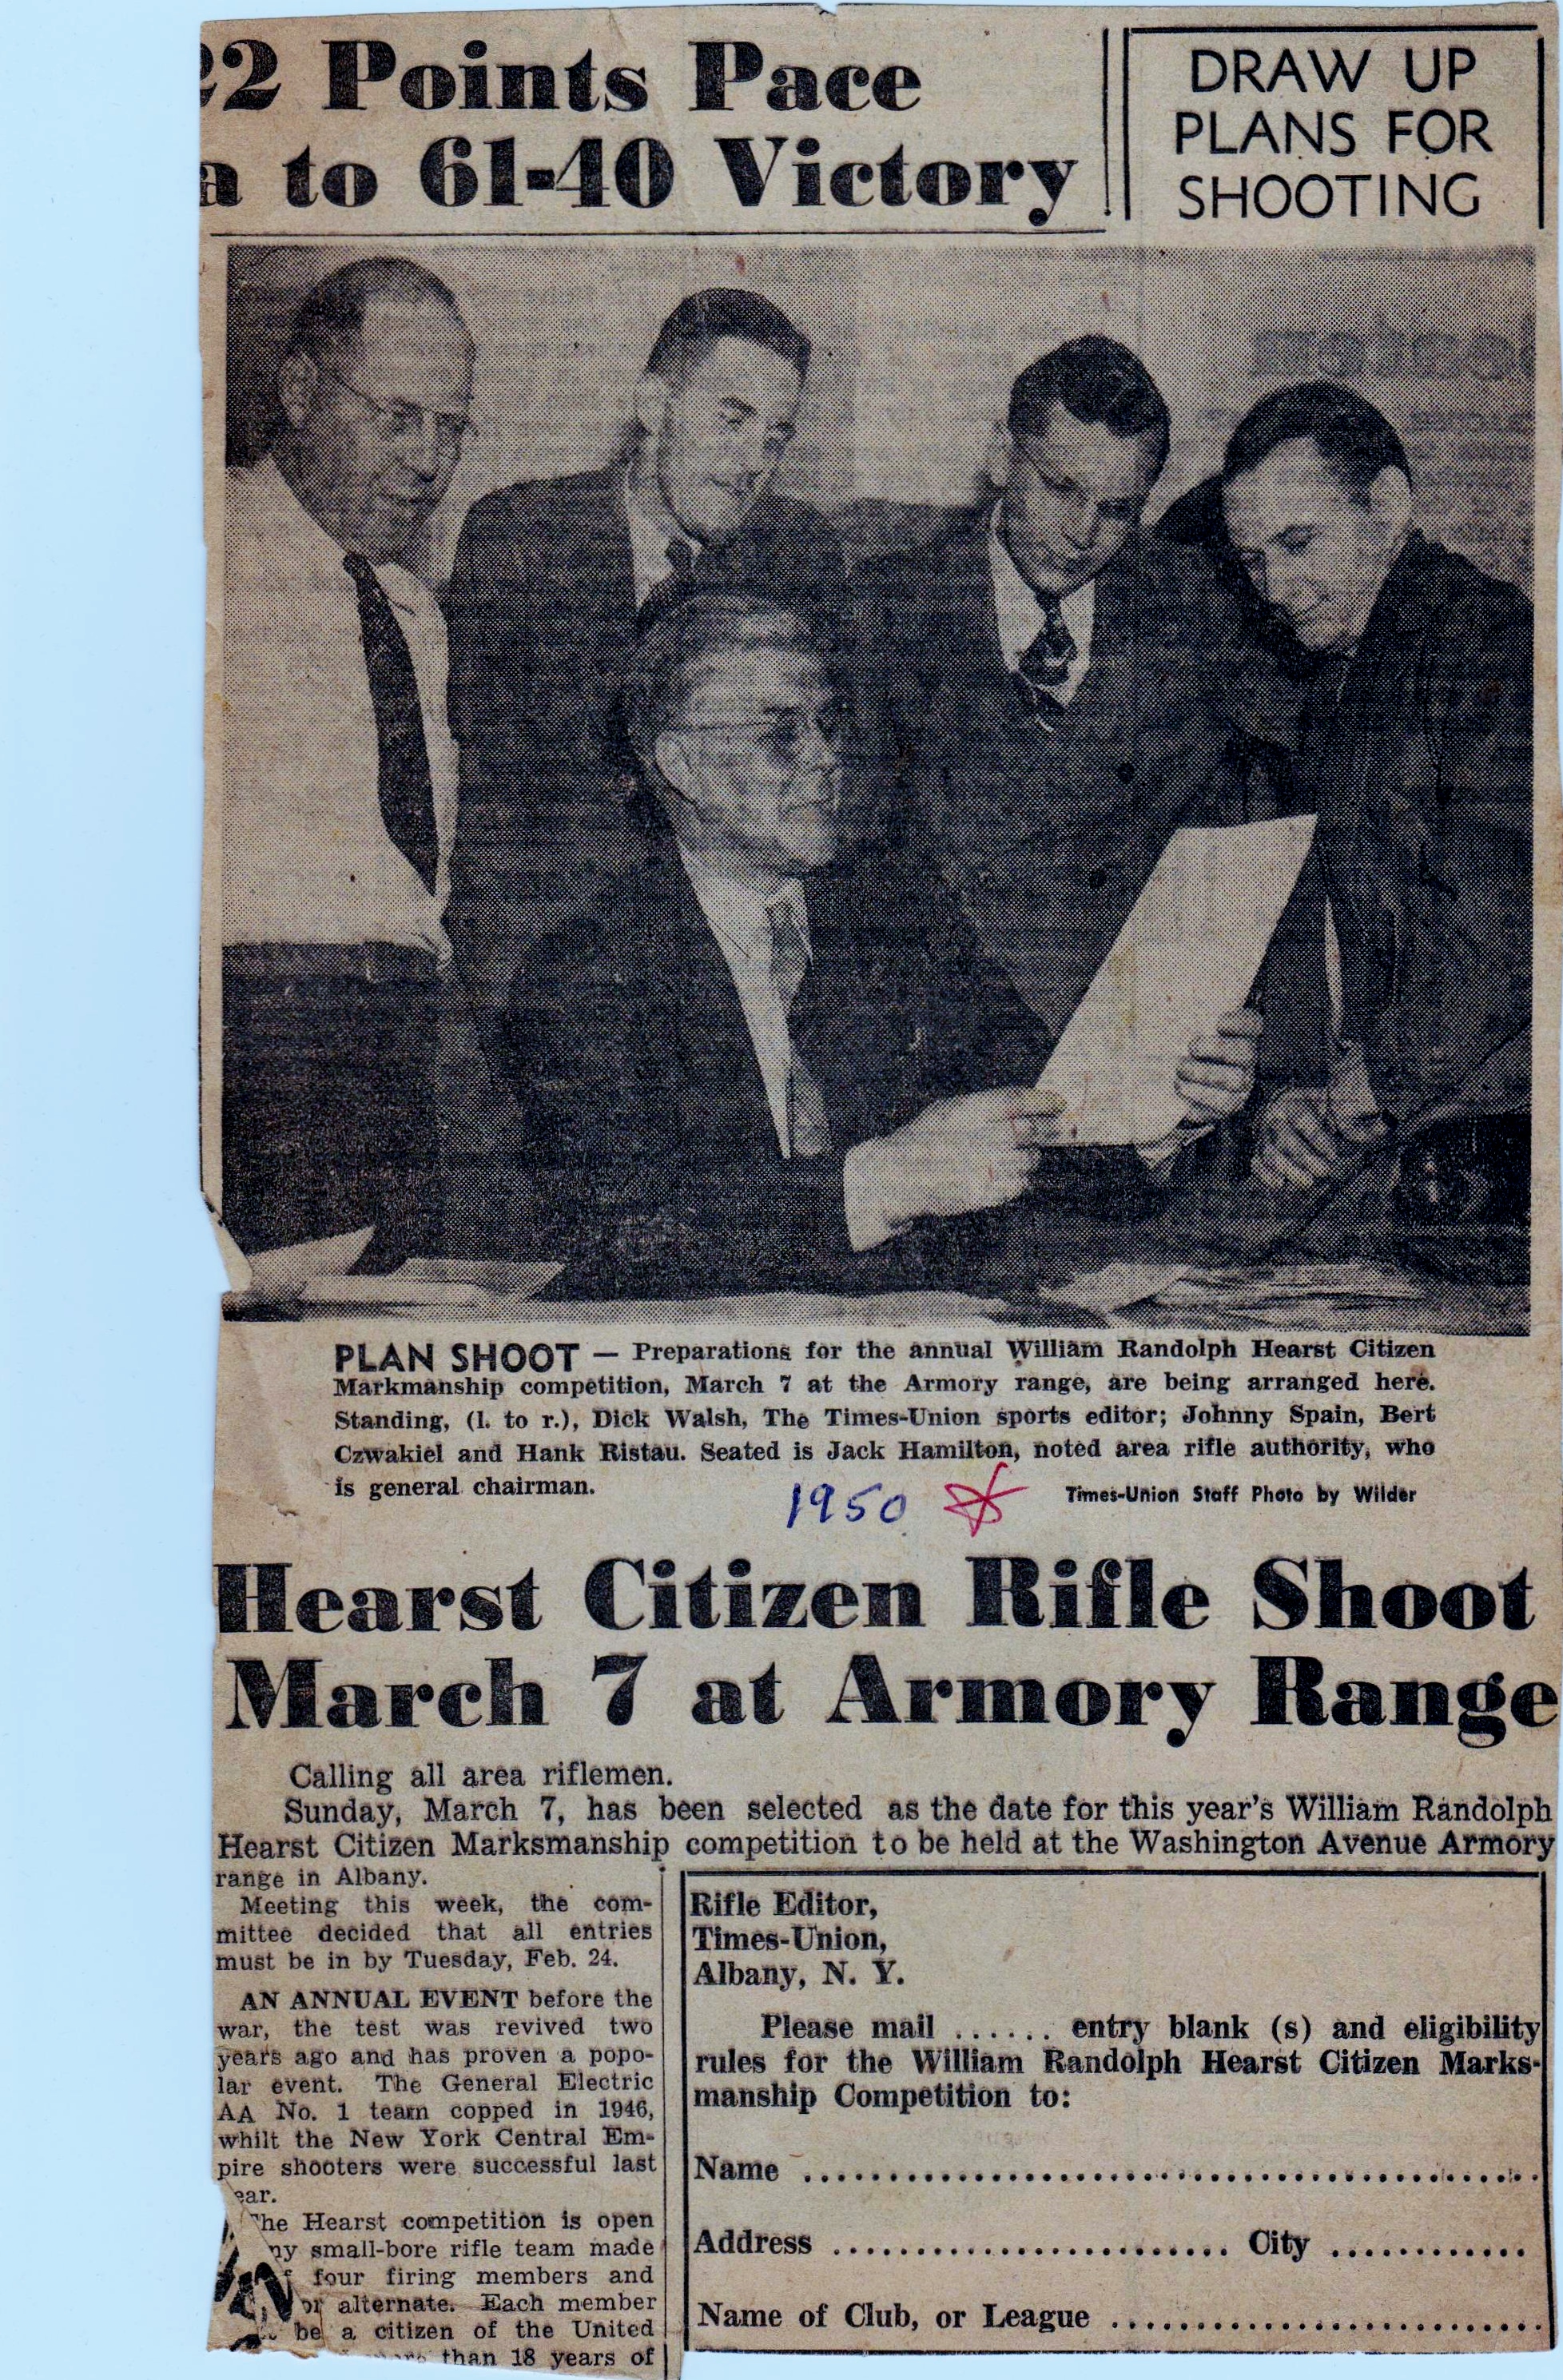 22 Points Pace
a to 61-40 Victory
DRAW UP
PLANS FOR
SHOOTING
PLAN SHOOT — Preparations for the annual William Randolph Hearst Citizen
Markmanship competition, March 7 at the Armory range, are being arranged here.
Standing, (l. to r.), Dick Walsh, The Times-Union sports editor; Johnny Spain, Bert
Czwakiel and Hank Ristau. Seated is Jack Hamilton, noted area rifle authority, who
is general chairman.
1950
Times-Union Staff Photo by Wilder
Hearst Citizen Rifle Shoot
March 7 at Armory Range
Calling all area riflemen.
Sunday, March 7, has been selected as the date for this year's William Randolph
Hearst Citizen Marksmanship competition to be held at the Washington Avenue Armory
range in Albany.
Meeting this week, the com-
mittee decided that all entries
must be in by Tuesday, Feb. 24.
AN ANNUAL EVENT before the
war, the test was revived two
years ago and has proven a popo-
lar event. The General Electric
AA No. 1 team copped in 1946,
whilt the New York Central Em-
pire shooters were successful last
ear.
The Hearst competition is open
ny small-bore rifle team made
four firing members and
or alternate. Each member
be a citizen of the United
than 18 years of
Rifle Editor,
Times-Union,
Albany, N. Y.
Please mail ...... entry blank (s) and eligibility
rules for the William Randolph Hearst Citizen Marks-
manship Competition to:
Name ..............................................
Address .......................... City .............
Name of Club, or League ............................